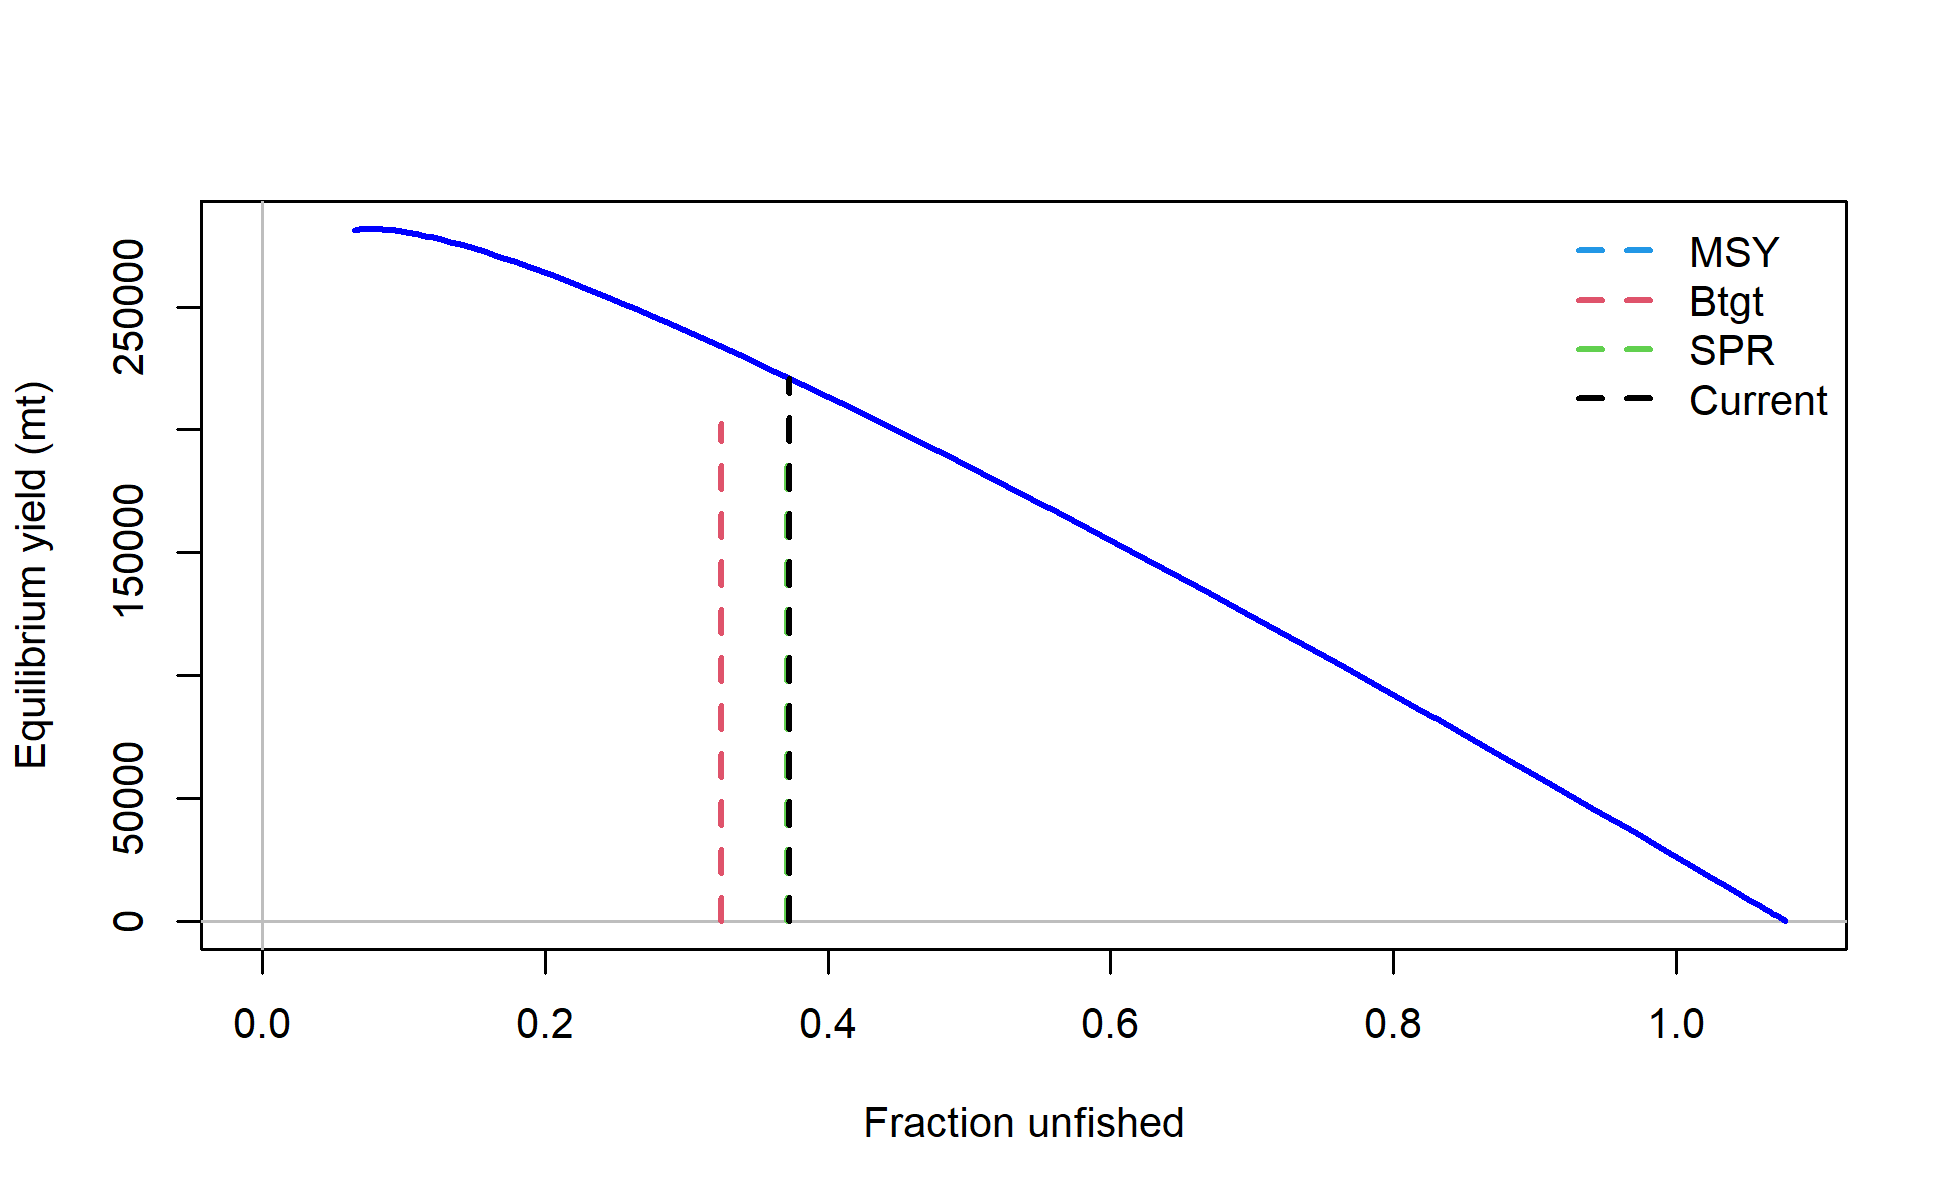 MSY
Btgt
SPR
Current
Equilibrium yield (mt)
250000
150000
50000
0
0.0 0.2 0.4 0.6 0.8 1.0
Fraction unfished